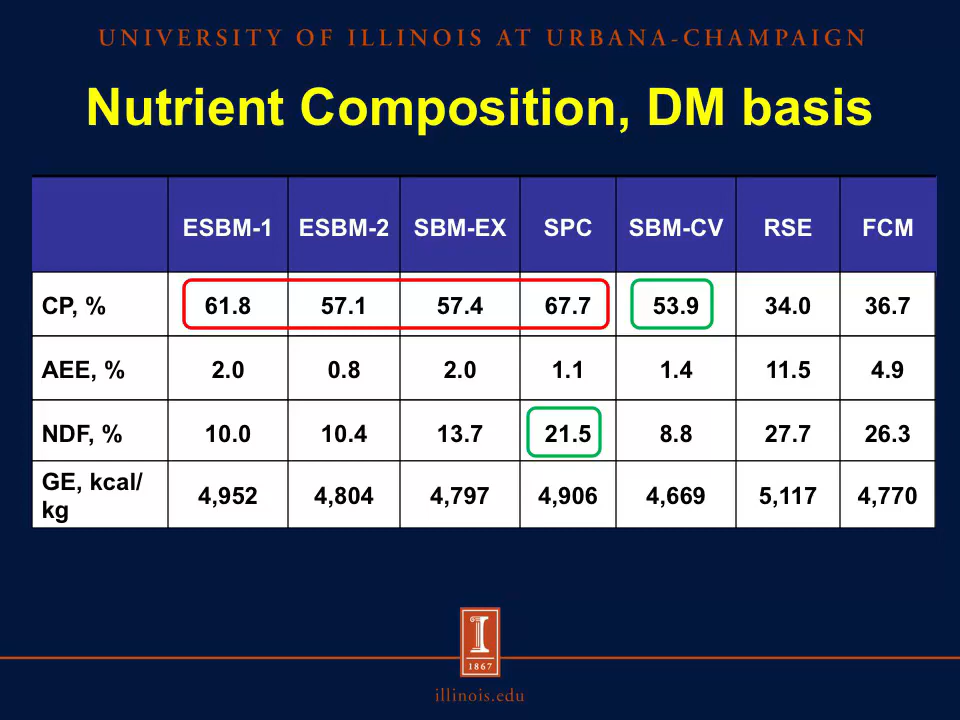 UNIVERSITY OF ILLINOIS AT URBANA-CHAMPAIGN
Nutrient Composition, DM basis
ESBM-1 ESBM-2 SBM-EX SPC SBM-CV RSE FCM
CP, % 61.8 57.1 57.4 67.7 53.9 34.0 36.7
AEE, % 2.0 0.8 2.0 1.1 1.4 11.5 4.9
NDF, % 10.0 10.4 13.7 21.5 8.8 27.7 26.3
GE, kcal/
kg 4,952 4,804 4,797 4,906 4,669 5,117 4,770
I
1867
illinois.edu